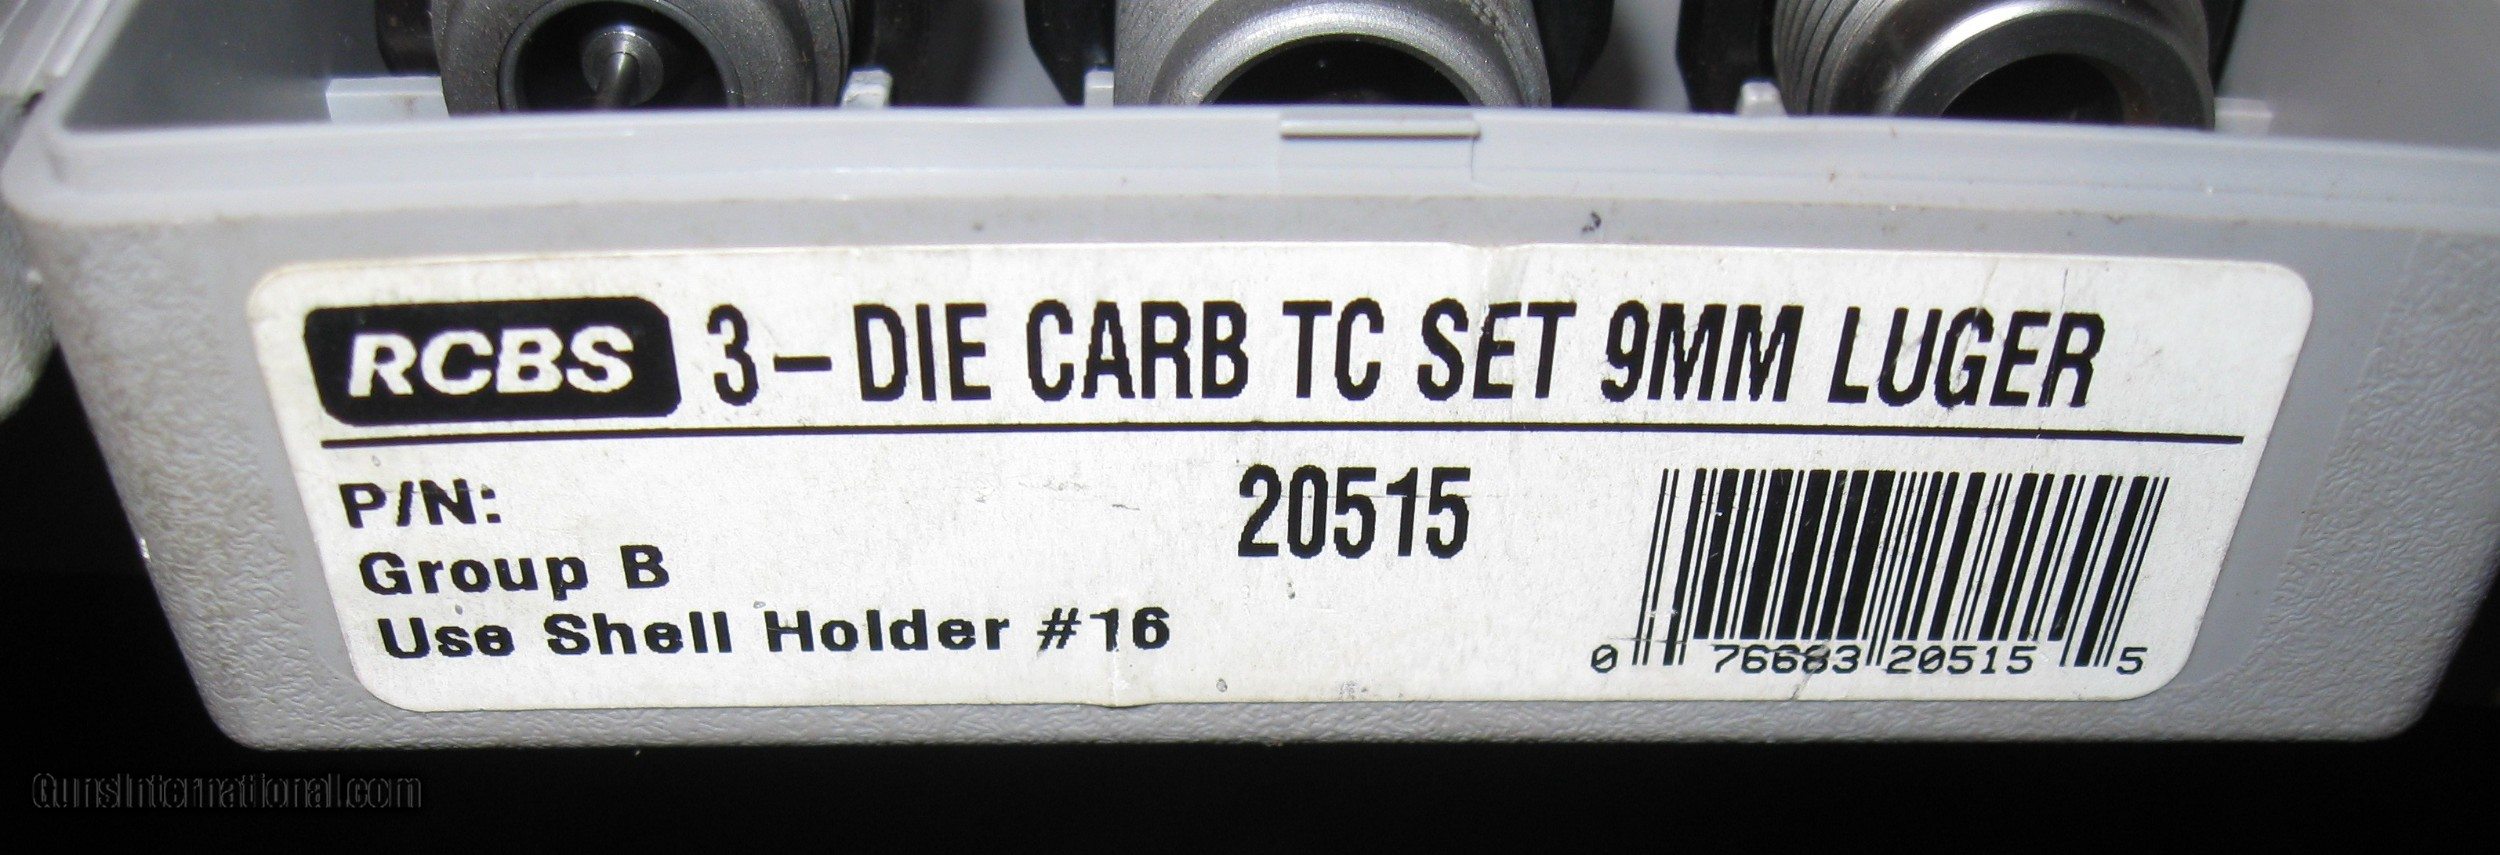 RCBS 3-DIE CARB TC SET 9MM LUGER
P/N: 20515
Group B
Use Shell Holder #16
0 76683 20515 5
GunsInternational.com